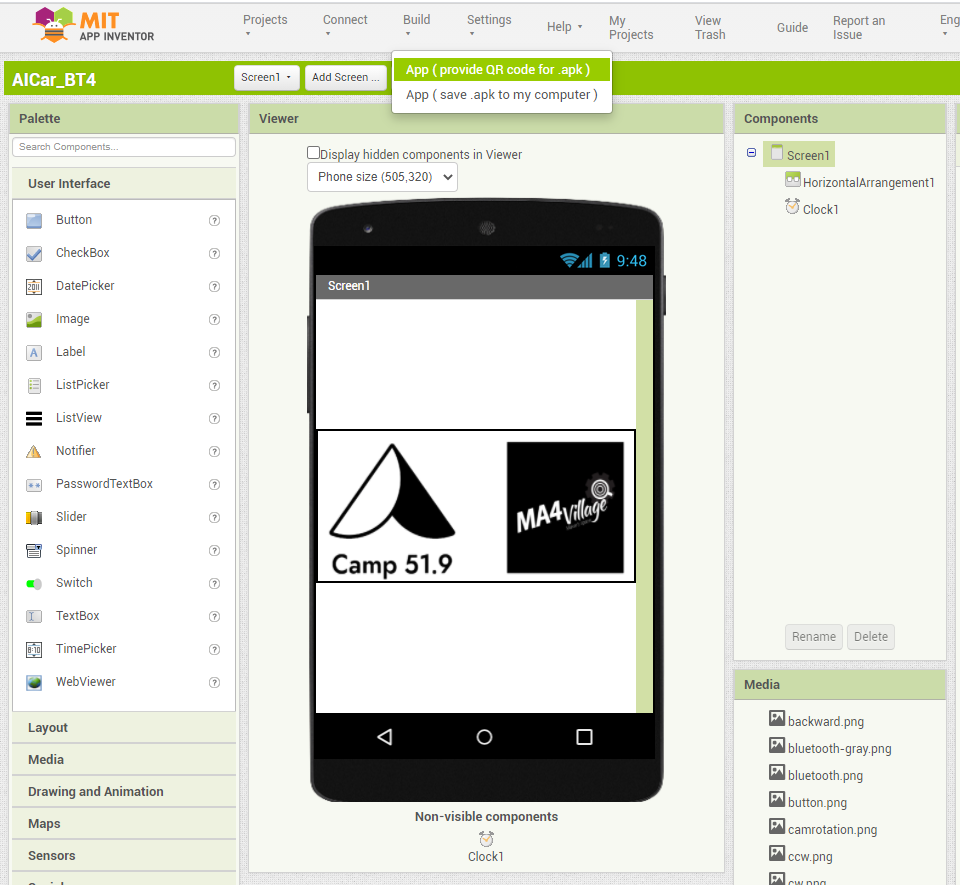 MIT
APP INVENTOR
Projects
Connect
Build
Settings
Help
My
Projects
View
Trash
Guide
Report an
Issue
Eng
App ( provide QR code for .apk )
App ( save .apk to my computer )
AICar_BT4
Screen1
Add Screen ...
Palette
Search Components...
User Interface
Button
CheckBox
DatePicker
Image
Label
ListPicker
ListView
Notifier
PasswordTextBox
Slider
Spinner
Switch
TextBox
TimePicker
WebViewer
Layout
Media
Drawing and Animation
Maps
Sensors
Viewer
Display hidden components in Viewer
Phone size (505,320)
9:48
Screen1
Camp 51.9
MA4Village
Non-visible components
Clock1
Components
Screen1
HorizontalArrangement1
Clock1
Rename
Delete
Media
backward.png
bluetooth-gray.png
bluetooth.png
button.png
camrotation.png
ccw.png
cw.png